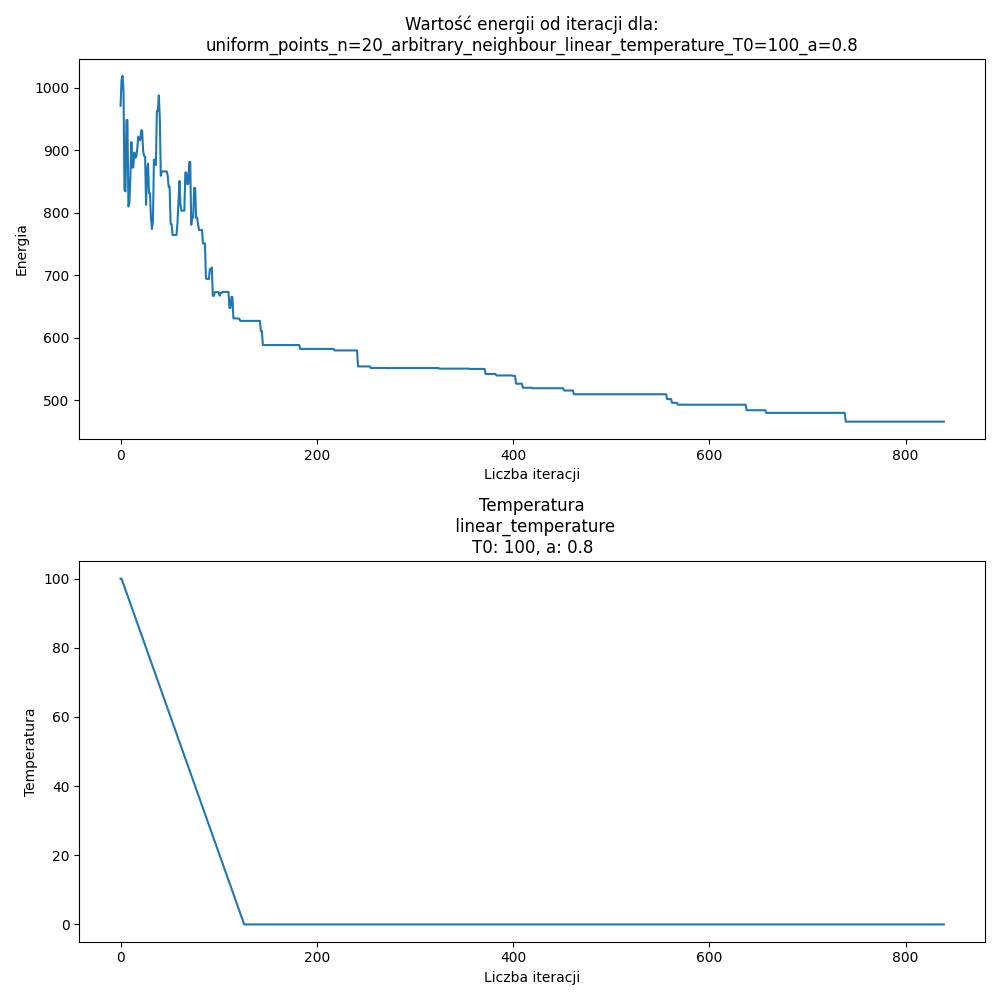 Wartość energii od iteracji dla:
uniform_points_n=20_arbitrary_neighbour_linear_temperature_T0=100_a=0.8
1000
900
800
700
600
500
Energia
0 200 400 600 800
Liczba iteracji
Temperatura
linear_temperature
T0: 100, a: 0.8
100
80
60
40
20
0
Temperatura
0 200 400 600 800
Liczba iteracji